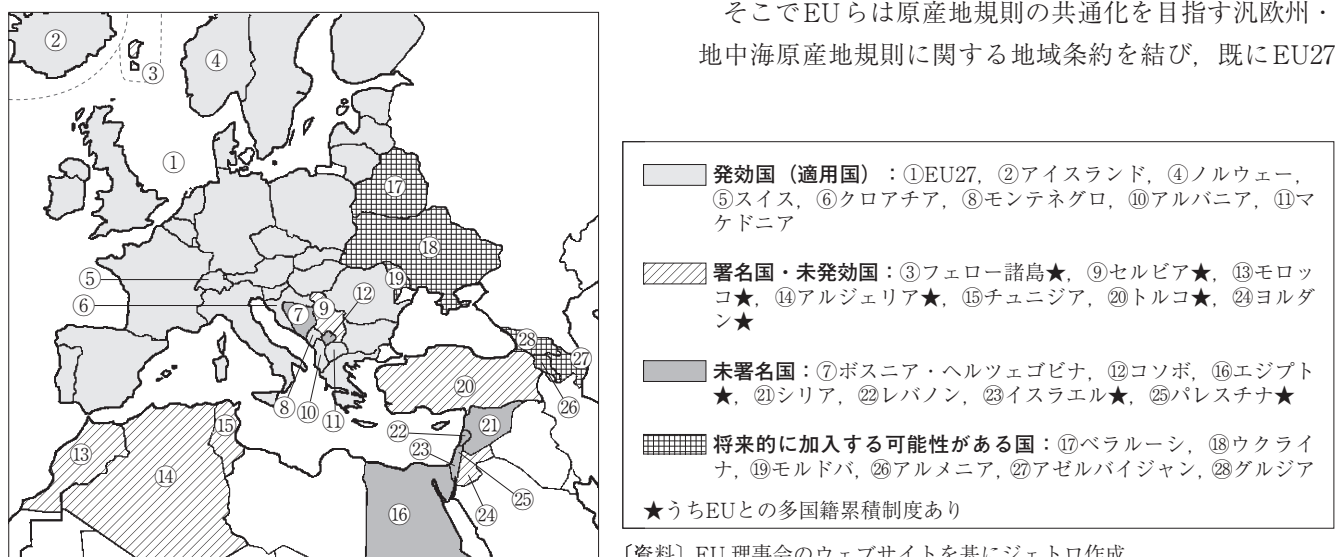 そこでEUらは原産地規則の共通化を目指す汎欧州・
地中海原産地規則に関する地域条約を結び，既にEU27
②
③
④
①
⑰
⑱
⑤
⑲
⑫
⑥
⑦
⑨
㉘
㉗
⑳
⑧
⑩
⑪
㉖
⑮
㉑
㉒
⑬
㉓
⑭
㉕
㉔
⑯
発効国（適用国）：①EU27，②アイスランド，④ノルウェー，
⑤スイス，⑥クロアチア，⑧モンテネグロ，⑩アルバニア，⑪マ
ケドニア
署名国・未発効国：③フェロー諸島★，⑨セルビア★，⑬モロッ
コ★，⑭アルジェリア★，⑮チュニジア，⑳トルコ★，㉔ヨルダ
ン★
未署名国：⑦ボスニア・ヘルツェゴビナ，⑫コソボ，⑯エジプト
★，㉑シリア，㉒レバノン，㉓イスラエル★，㉕パレスチナ★
将来的に加入する可能性がある国：⑰ベラルーシ，⑱ウクライ
ナ，⑲モルドバ，㉖アルメニア，㉗アゼルバイジャン，㉘グルジア
★うちEUとの多国籍累積制度あり
〔資料〕EU 理事会のウェブサイトを基にジェトロ作成